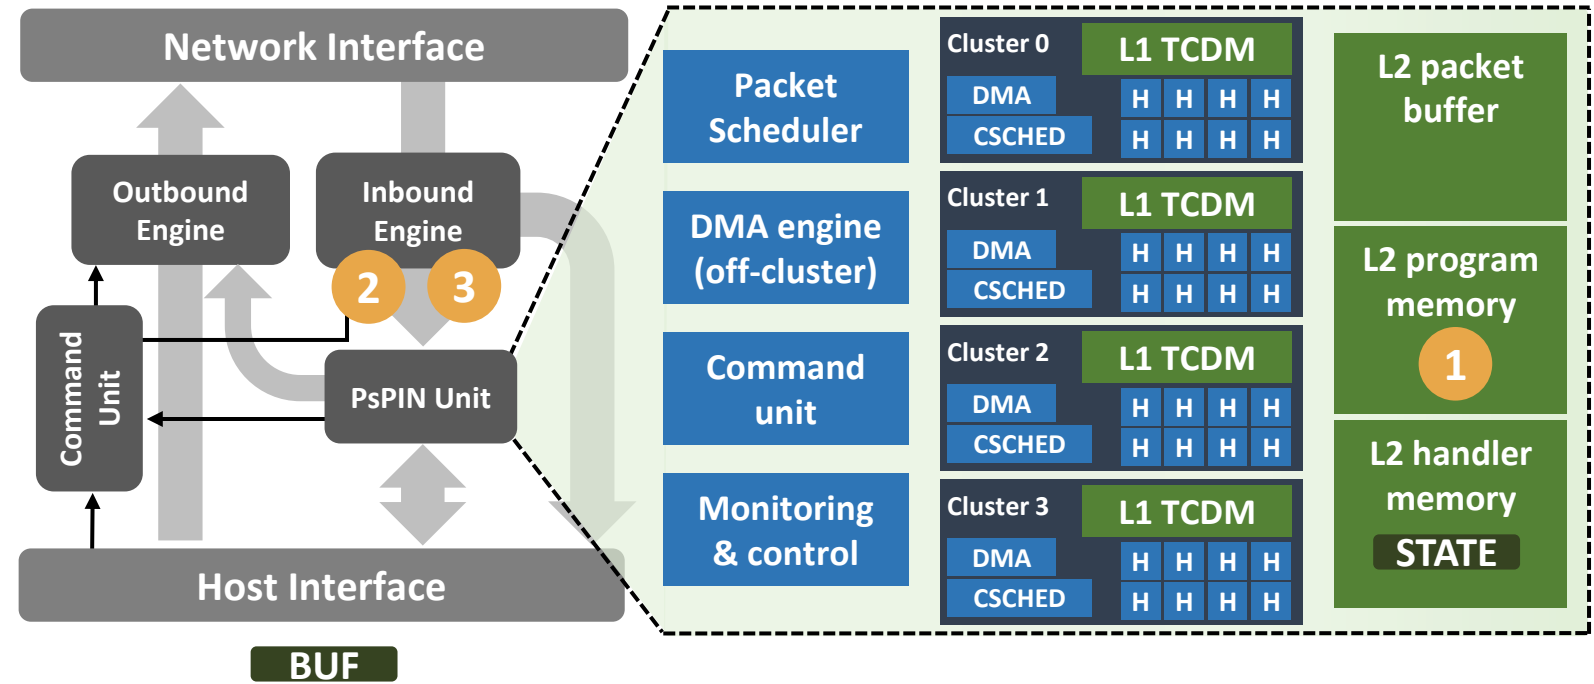 Network Interface
Outbound
Engine
Inbound
Engine
2
3
Command
Unit
PsPIN Unit
Host Interface
BUF
Packet
Scheduler
DMA engine
(off-cluster)
Command
unit
Monitoring
& control
Cluster 0
L1 TCDM
DMA
H H H H
CSCHED
H H H H
Cluster 1
L1 TCDM
DMA
H H H H
CSCHED
H H H H
Cluster 2
L1 TCDM
DMA
H H H H
CSCHED
H H H H
Cluster 3
L1 TCDM
DMA
H H H H
CSCHED
H H H H
L2 packet
buffer
L2 program
memory
1
L2 handler
memory
STATE